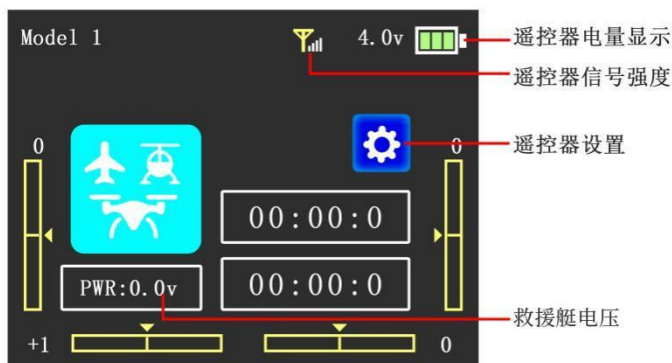 Model 1
4.0v
遥控器电量显示
遥控器信号强度
遥控器设置
0
0
00:00:0
PWR:0.0v
00:00:0
救援艇电压
+1
0